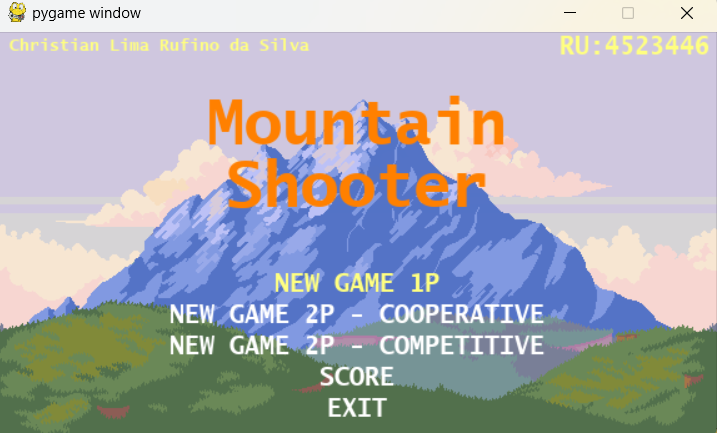 pygame window
Christian Lima Rufino da Silva
RU:4523446
Mountain
Shooter
NEW GAME 1P
NEW GAME 2P - COOPERATIVE
NEW GAME 2P - COMPETITIVE
SCORE
EXIT